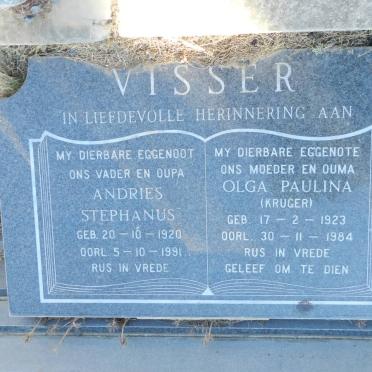 VISSER
IN LIEFDEVOLLE HERINNERING AAN
MY DIERBARE EGGENOOT
ONS VADER EN OUPA
ANDRIES
STEPHANUS
GEB. 20 - 10 - 1920
OORL. 5 - 10 - 1991
RUS IN VREDE
MY DIERBARE EGGENOTE
ONS MOEDER EN OUMA
OLGA PAULINA
(KRUGER)
GEB. 17 - 2 - 1923
OORL. 30 - 11 - 1984
RUS IN VREDE
GELEEF OM TE DIEN